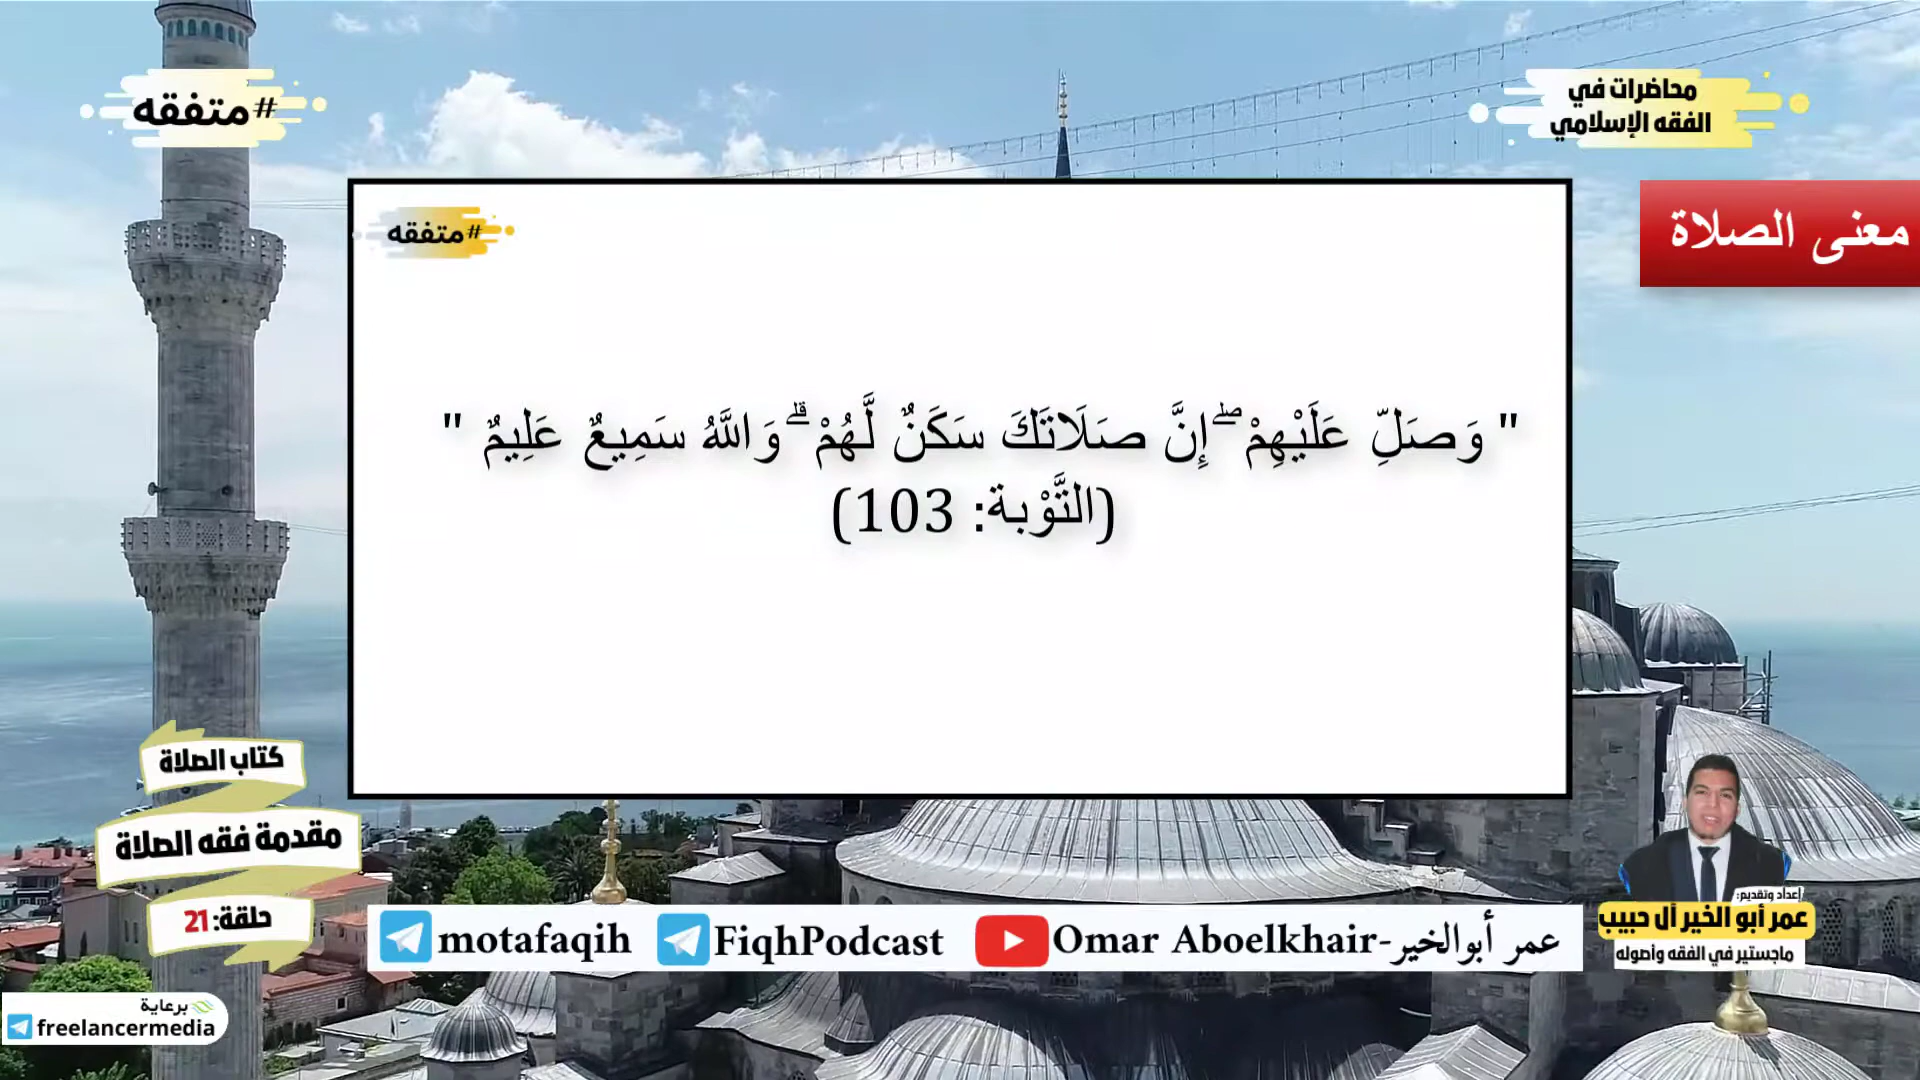 #متفقه
محاضرات في
الفقه الإسلامي
معنى الصلاة
#متفقه
" وَصَلِّ عَلَيْهِمْ ۖ إِنَّ صَلَاتَكَ سَكَنٌ لَّهُمْ ۗ وَاللَّهُ سَمِيعٌ عَلِيمٌ "
(التَّوْبة: 103)
كتاب الصلاة
مقدمة فقه الصلاة
حلقة: 21
إعداد وتقديم:
عمر أبو الخير آل حبيب
ماجستير في الفقه وأصوله
motafaqih FiqhPodcast Omar Aboelkhair-عمر أبوالخير
برعاية
freelancermedia